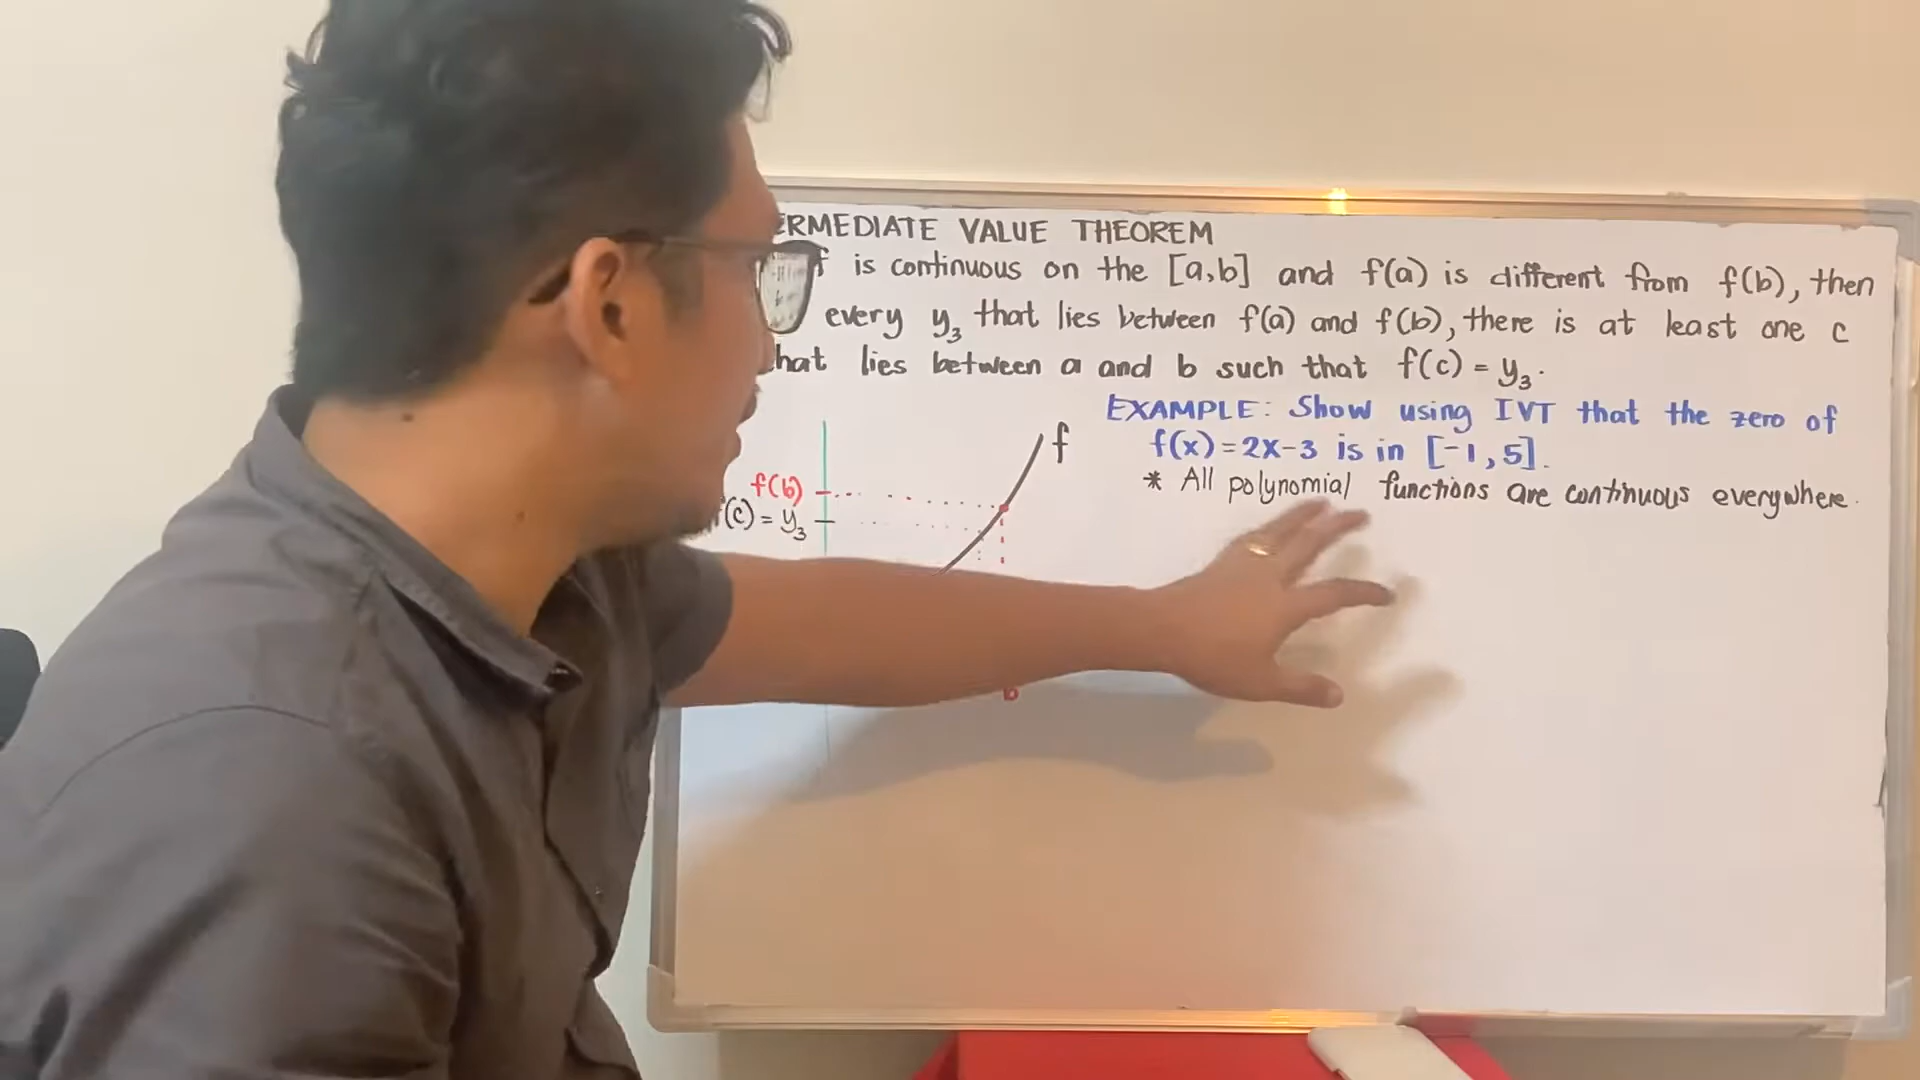 ERMEDIATE VALUE THEOREM
f is continuous on the [a,b] and f(a) is different from f(b), then
every y₃ that lies between f(a) and f(b), there is at least one c
hat lies between a and b such that f(c) = y₃.
EXAMPLE: Show using IVT that the zero of
f(x) = 2x-3 is in [-1,5].
* All polynomial functions are continuous everywhere.
f
f(b)
f(c) = y₃
b